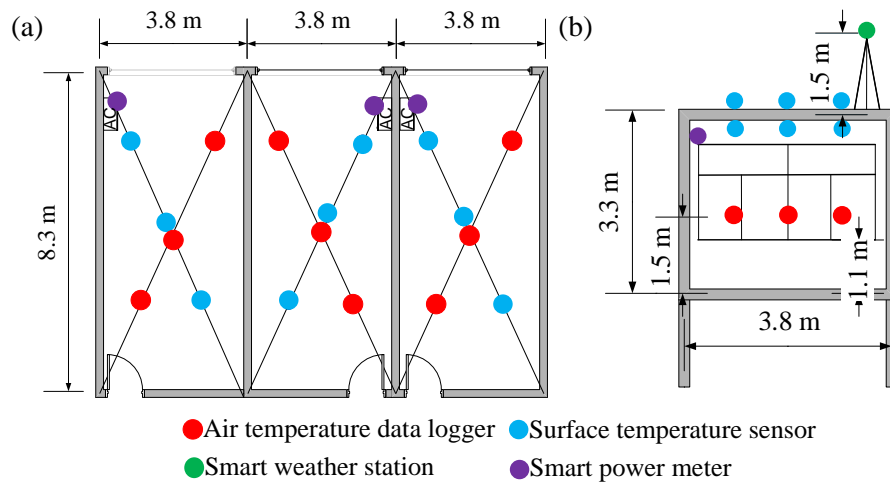 (a)
3.8 m
3.8 m
3.8 m
(b)
8.3 m
AC
AC
AC
1.5 m
3.3 m
1.5 m
1.1 m
3.8 m
Air temperature data logger
Surface temperature sensor
Smart weather station
Smart power meter